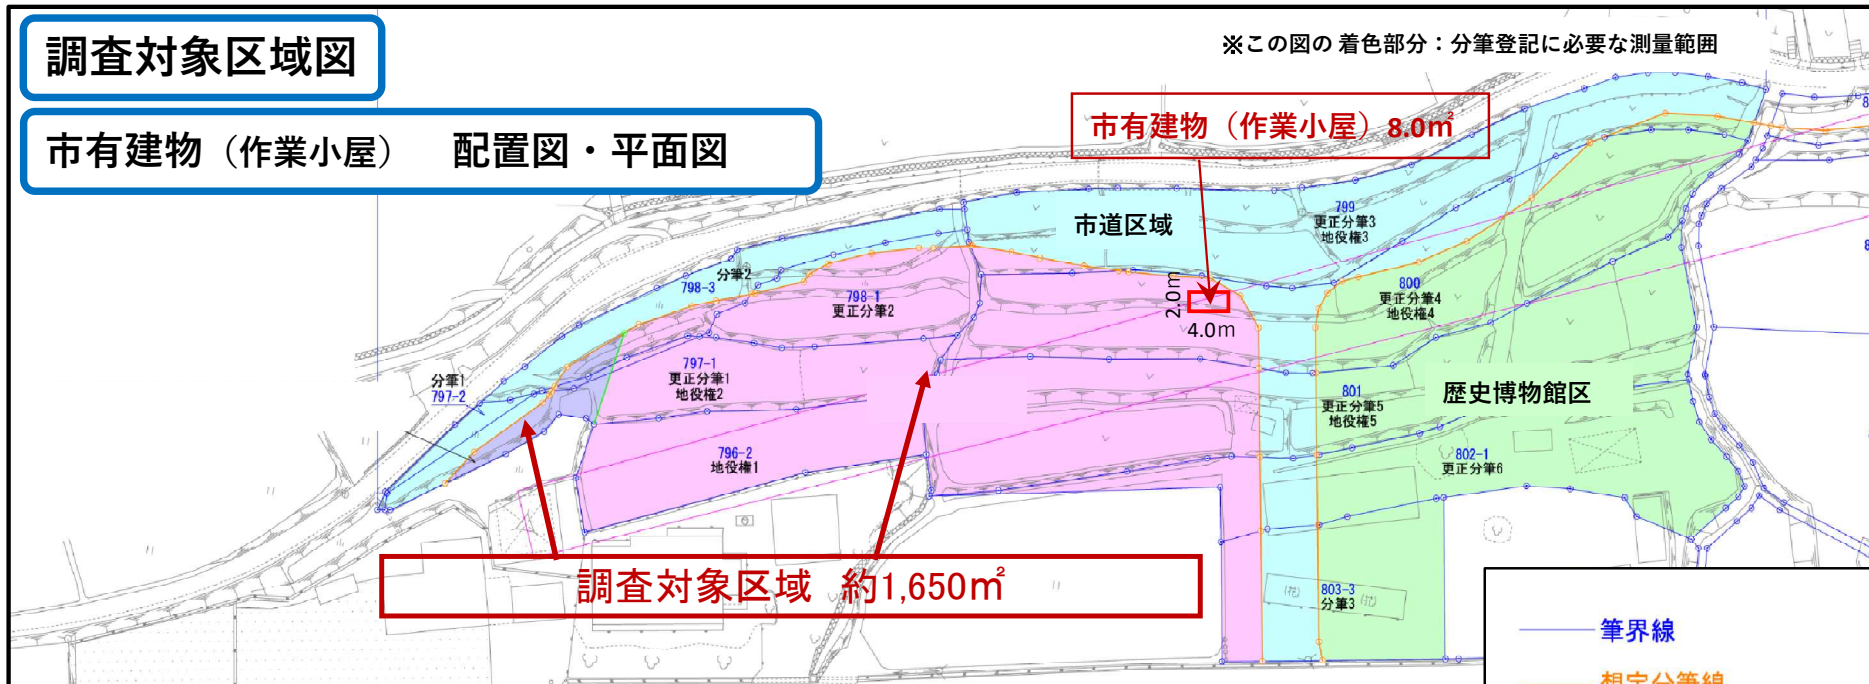 調査対象区域図
※この図の 着色部分：分筆登記に必要な測量範囲
市有建物（作業小屋）　配置図・平面図
市有建物（作業小屋）8.0㎡
市道区域
799
更正分筆3
地役権3
分筆2
798-3
798-1
更正分筆2
2.0m
4.0m
800
更正分筆4
地役権4
797-1
更正分筆1
地役権2
分筆1
797-2
801
更正分筆5
地役権5
歴史博物館区
796-2
地役権1
802-1
更正分筆6
調査対象区域　約1,650㎡
803-3
分筆3
筆界線
想定分筆線